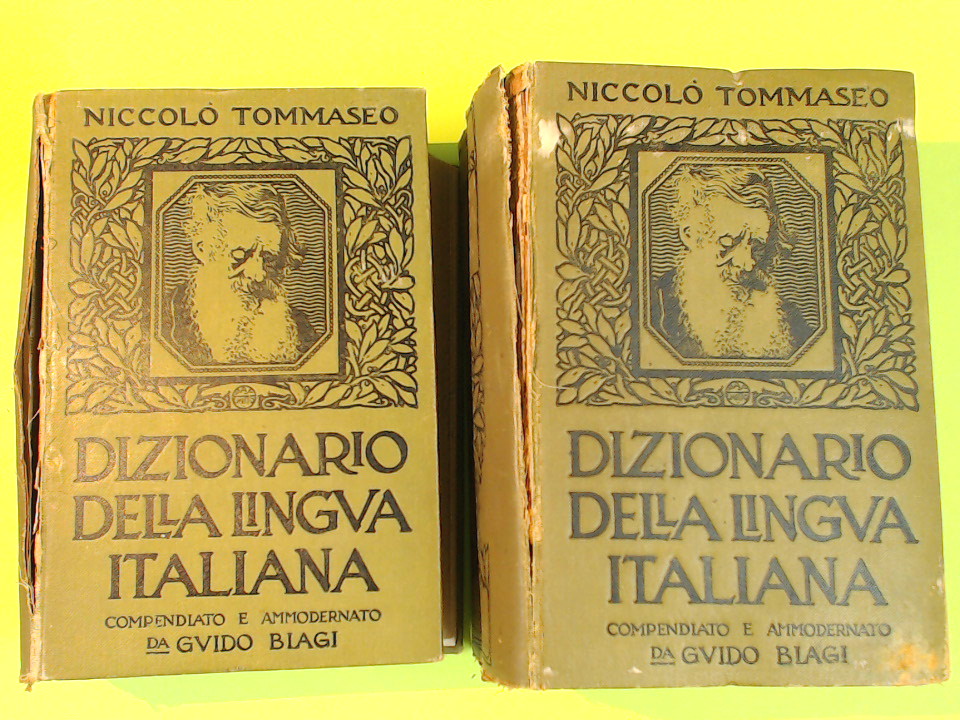 NICCOLÒ TOMMASEO
DIZIONARIO
DELLA LINGVA
ITALIANA
COMPENDIATO E AMMODERNATO
DA GVIDO BIAGI
NICCOLÒ TOMMASEO
DIZIONARIO
DELLA LINGVA
ITALIANA
COMPENDIATO E AMMODERNATO
DA GVIDO BIAGI